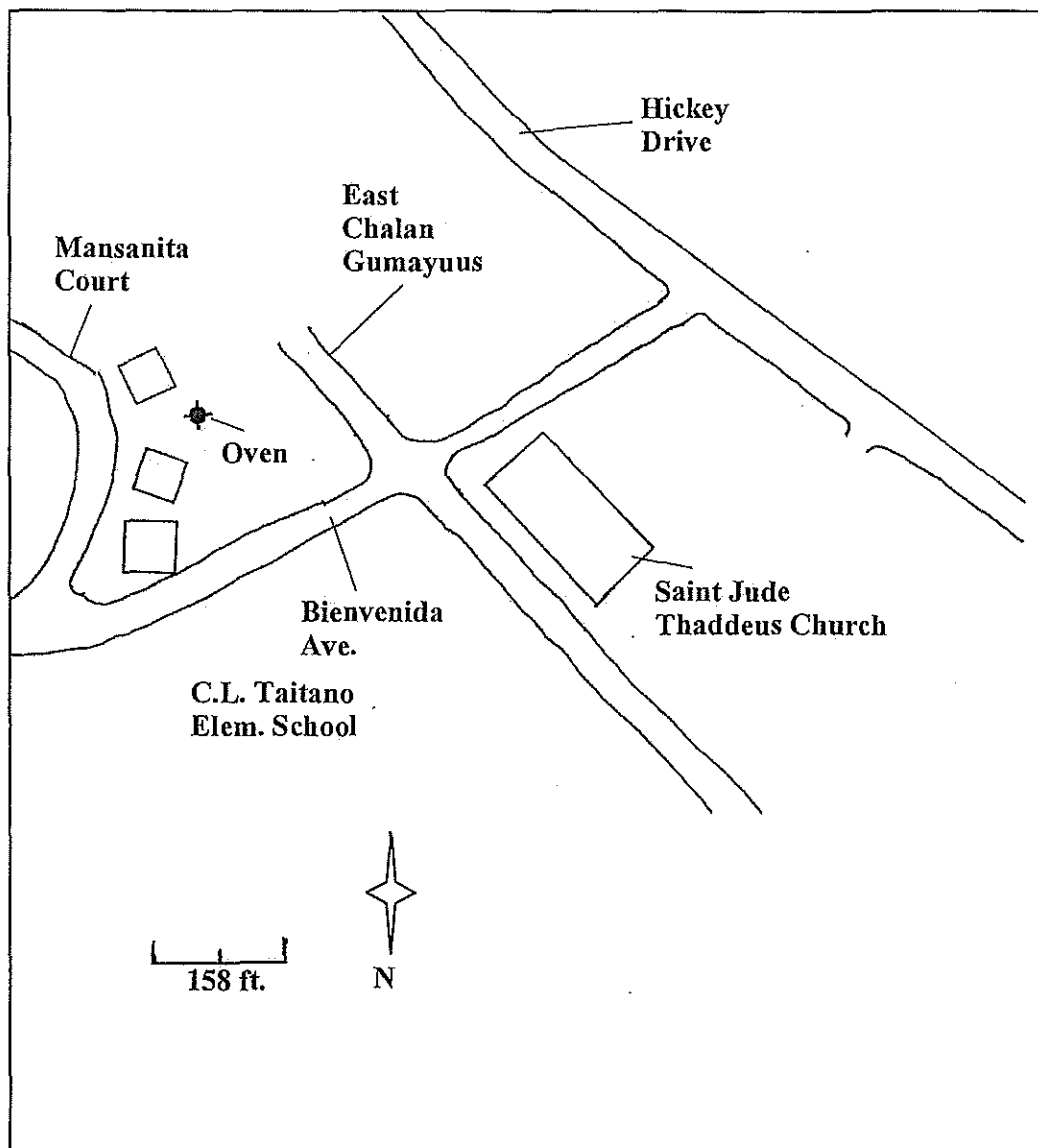 Hickey
Drive
East
Chalan
Gumayuus
Mansanita
Court
Oven
Saint Jude
Thaddeus Church
Bienvenida
Ave.
C.L. Taitano
Elem. School
158 ft.
N